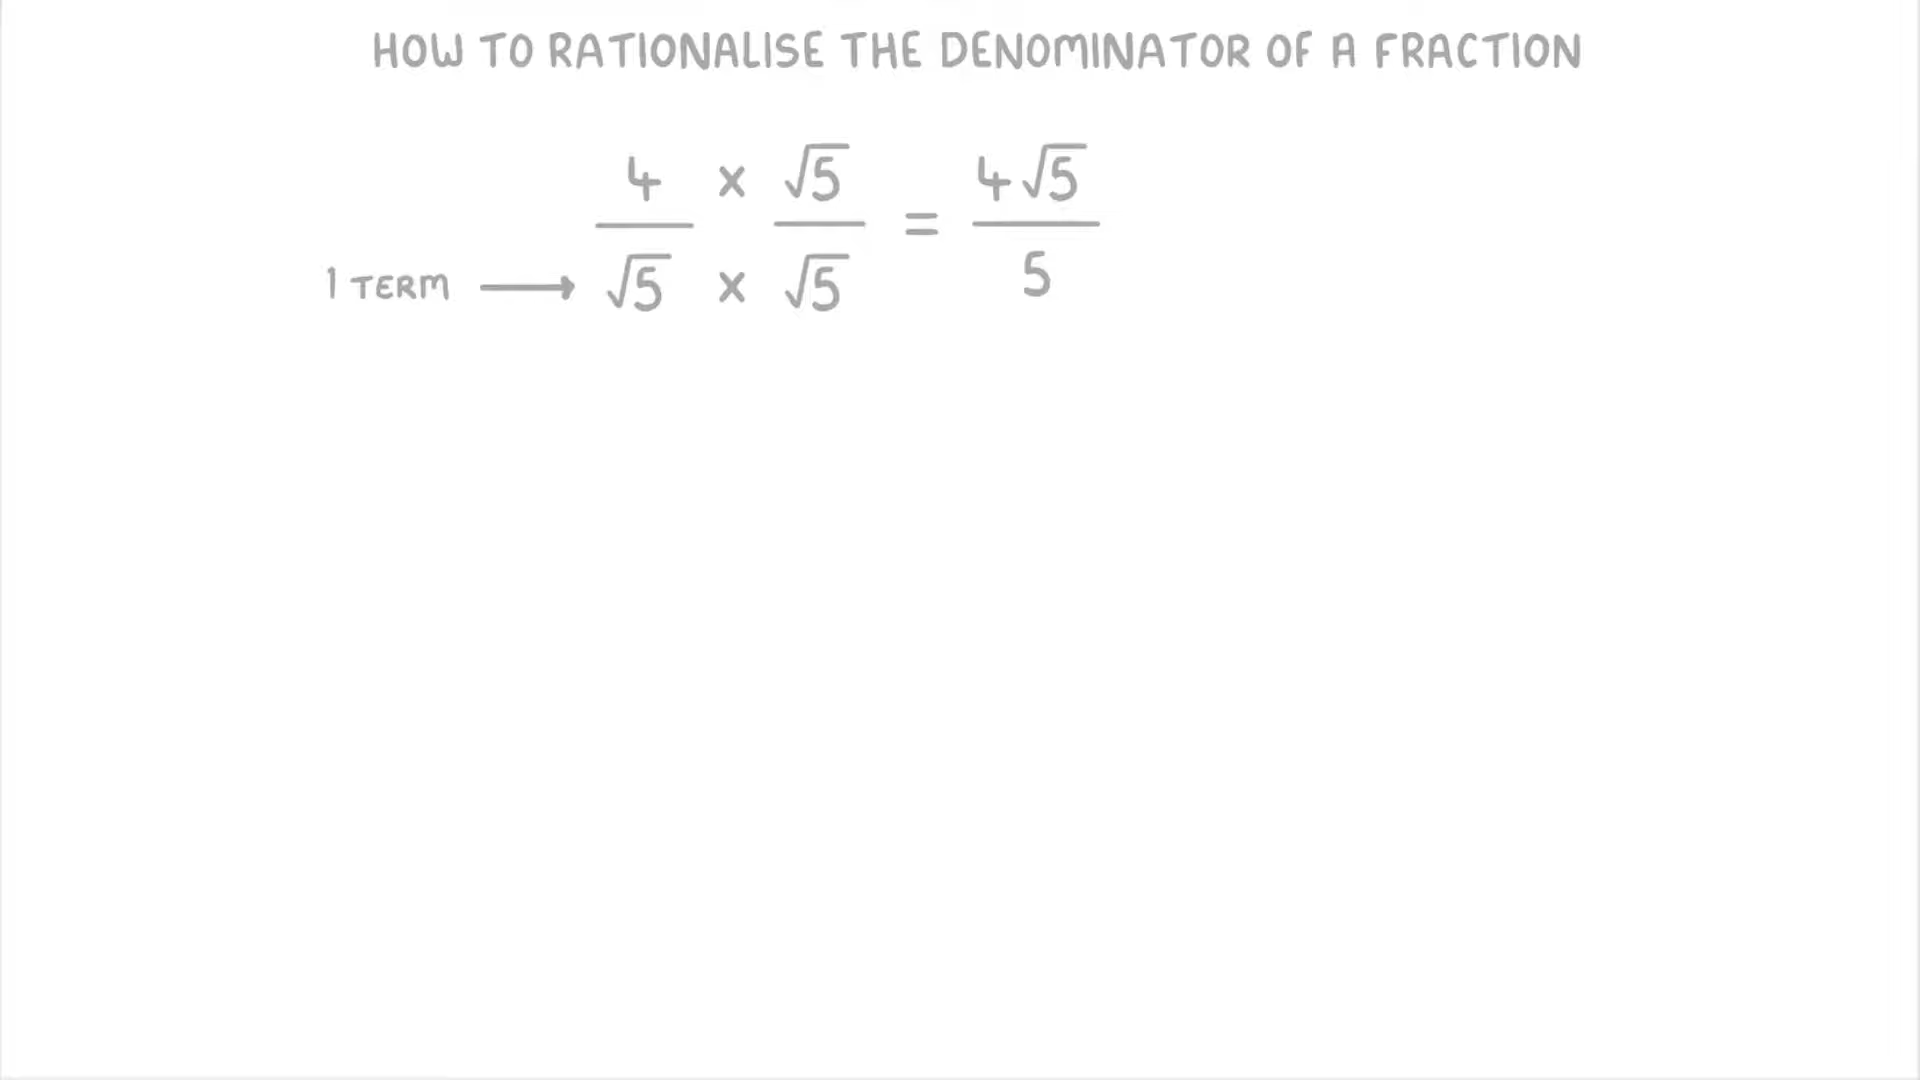 HOW TO RATIONALISE THE DENOMINATOR OF A FRACTION
4 × √5 = 4√5
1 TERM ⟶ √5 × √5 5